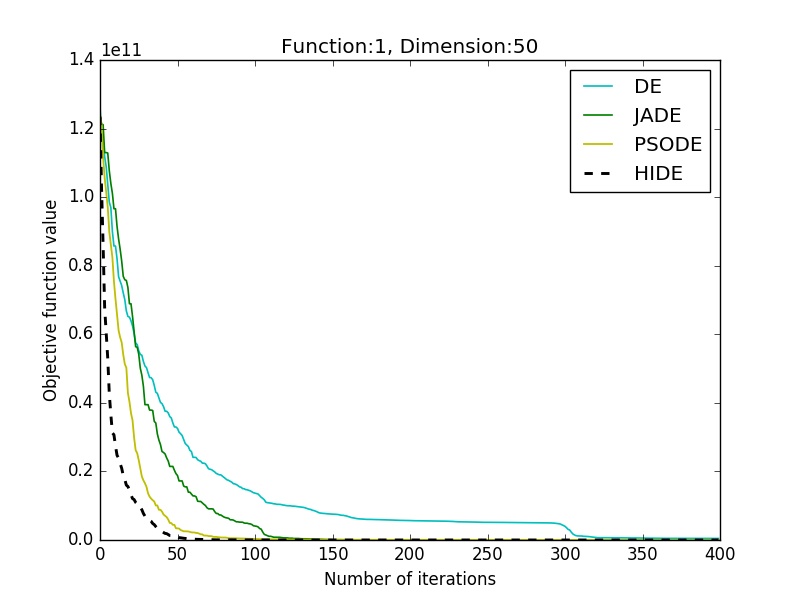 Function:1, Dimension:50
1e11
1.4
1.2
1.0
0.8
0.6
0.4
0.2
0.0
Objective function value
DE
JADE
PSODE
HIDE
0 50 100 150 200 250 300 350 400
Number of iterations